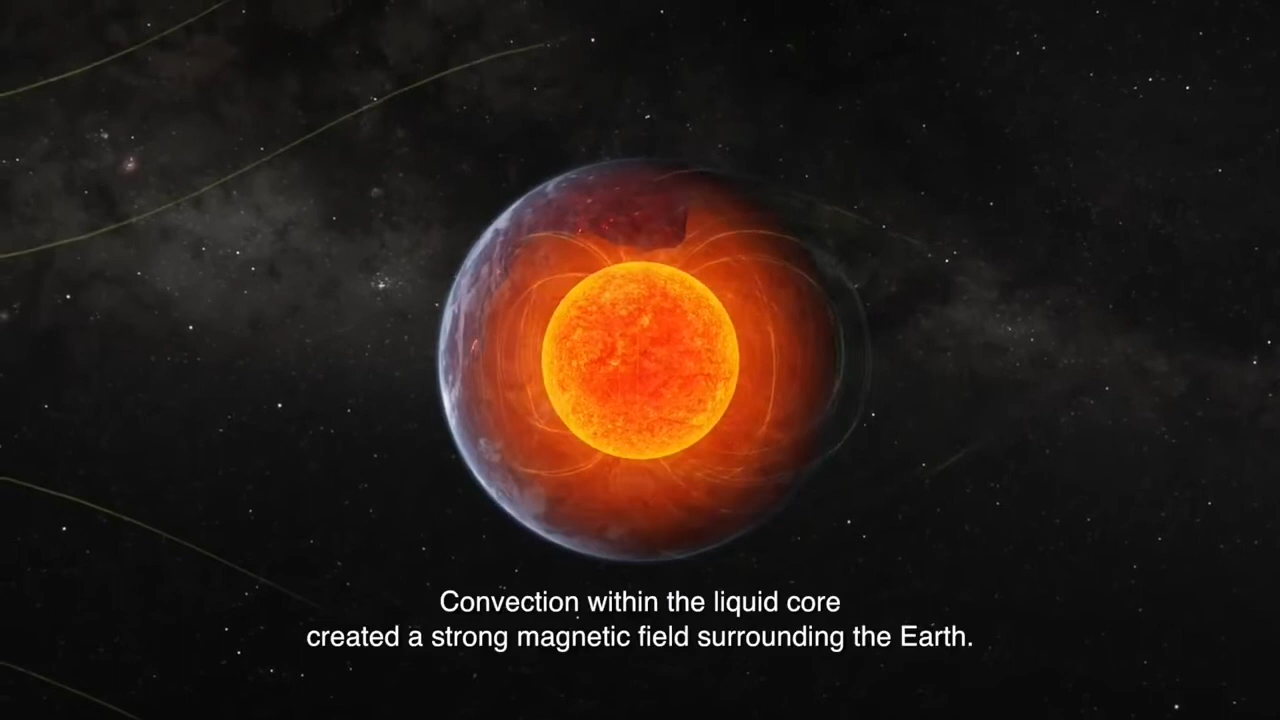 Convection within the liquid core
created a strong magnetic field surrounding the Earth.